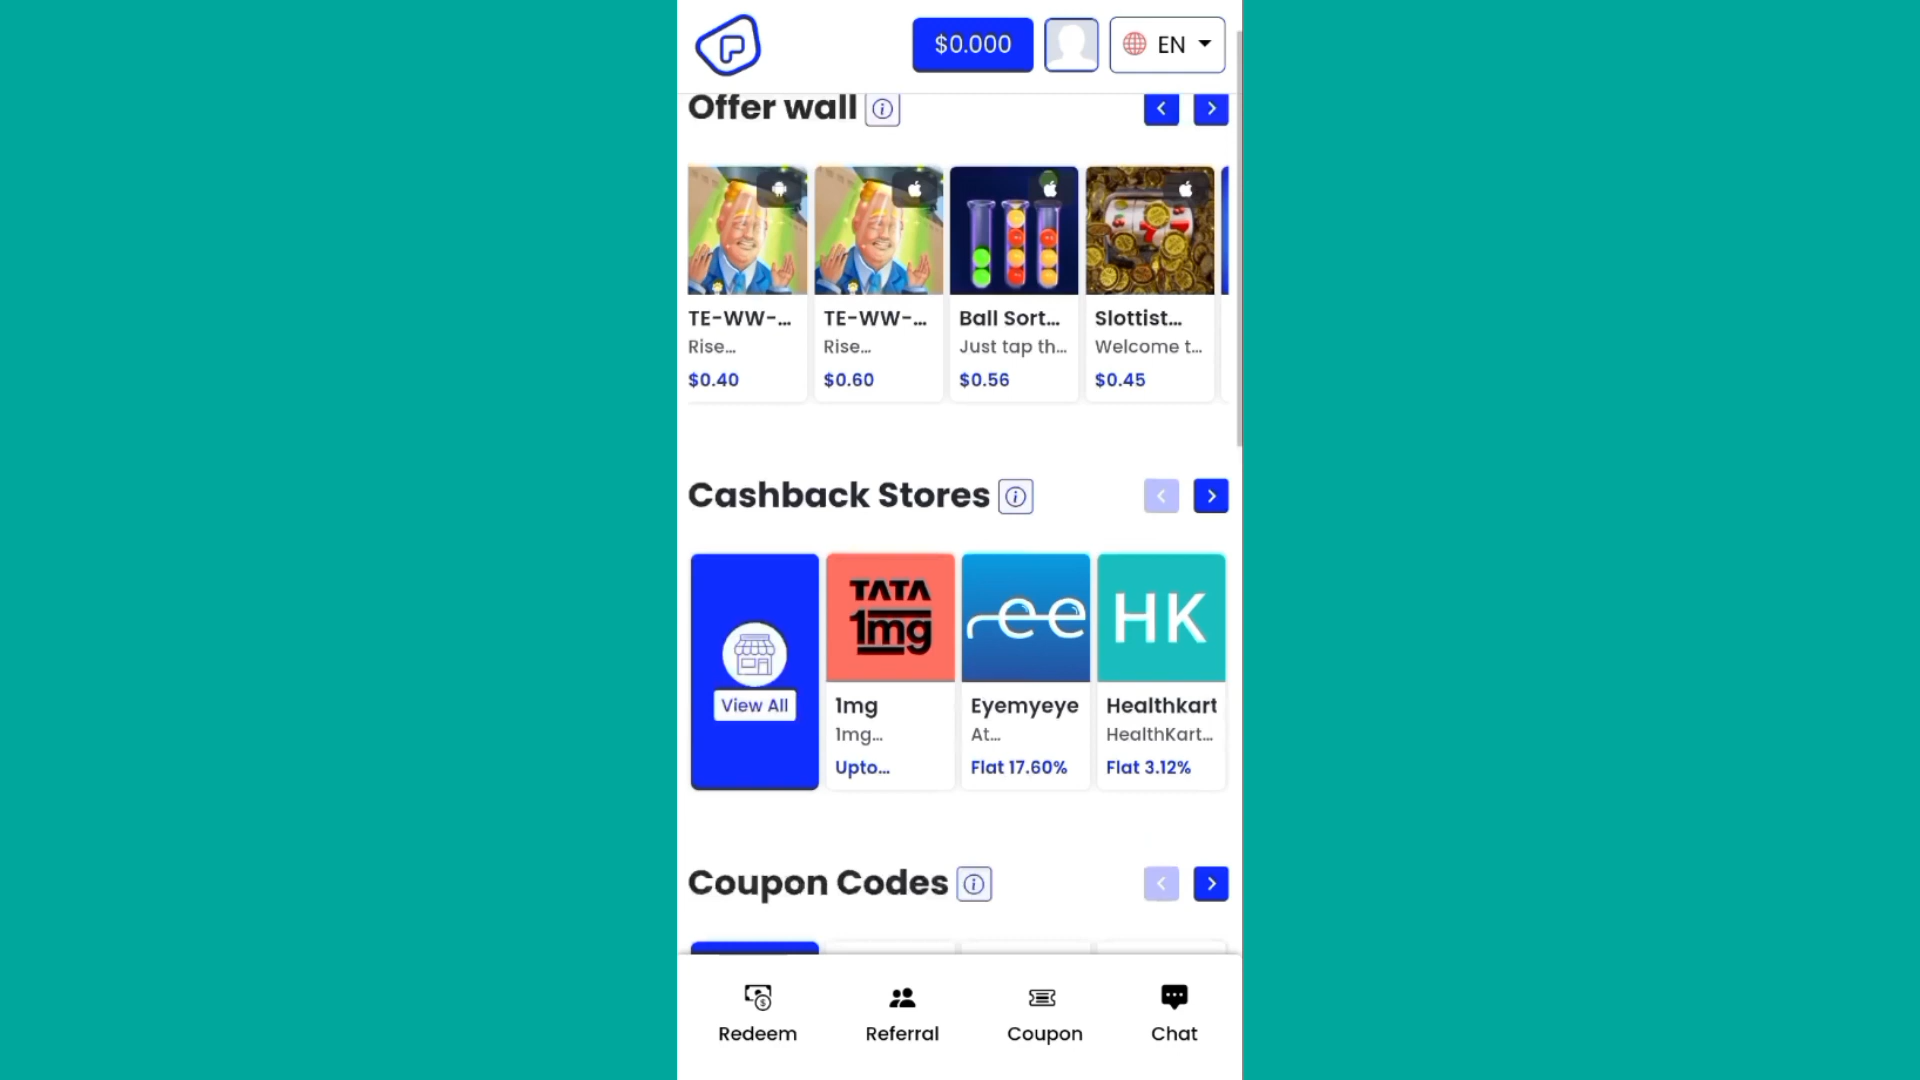 $0.000
EN
Offer wall
TE-WW-...
Rise...
$0.40
TE-WW-...
Rise...
$0.60
Ball Sort...
Just tap th...
$0.56
Slottist...
Welcome t...
$0.45
Cashback Stores
View All
TATA
1mg
1mg
1mg...
Upto...
ee
Eyemyeye
At...
Flat 17.60%
HK
Healthkart
HealthKart...
Flat 3.12%
Coupon Codes
Redeem
Referral
Coupon
Chat